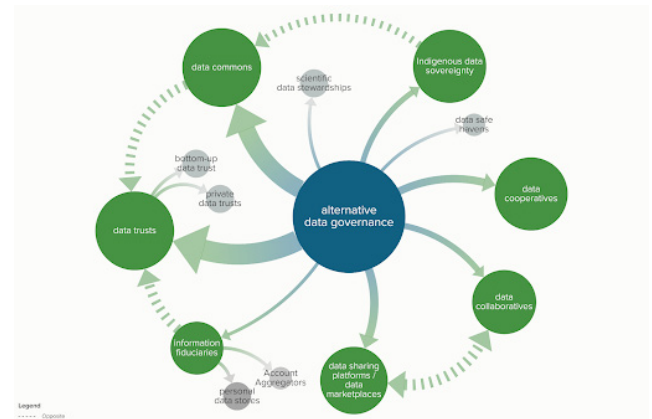 data commons
Indigenous data
sovereignty
scientific
data stewardships
data safe
havens
bottom-up
data trust
private
data trusts
alternative
data governance
data
cooperatives
data trusts
data
collaboratives
Information
fiduciaries
Account
Aggregators
personal
data stores
data sharing
platforms /
data
marketplaces
Legend
Opposite